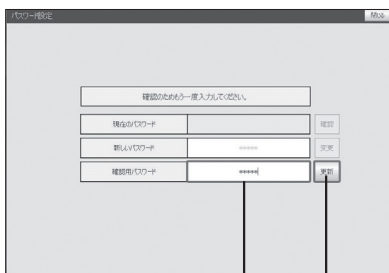 パスワード設定
閉じる
確認のためもう一度入力してください。
現在のパスワード
確認
新しいパスワード
*****
変更
確認用パスワード
*****
更新